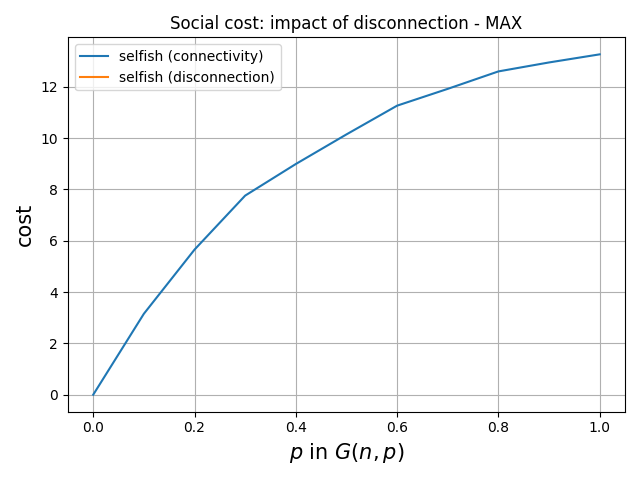 Social cost: impact of disconnection - MAX
selfish (connectivity)
selfish (disconnection)
cost
12
10
8
6
4
2
0
0.0 0.2 0.4 0.6 0.8 1.0
p in G(n, p)